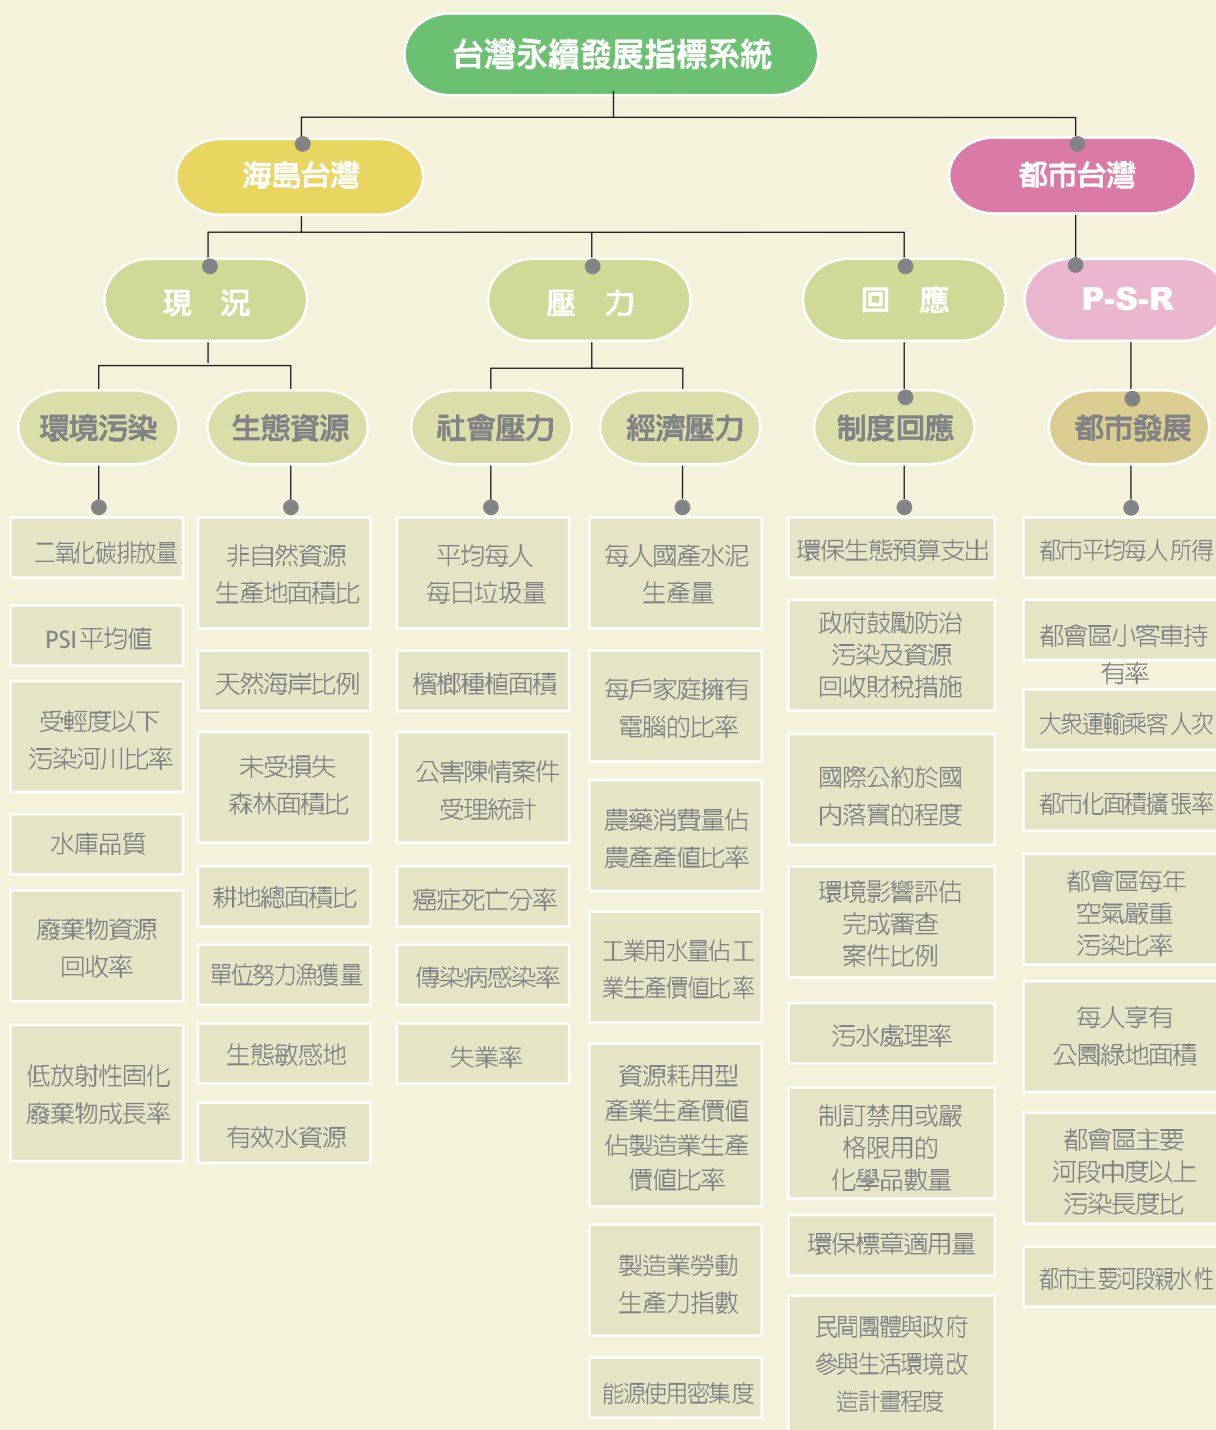 台灣永續發展指標系統
海島台灣
都市台灣
現　況
壓　力
回　應
P-S-R
環境污染
生態資源
社會壓力
經濟壓力
制度回應
都市發展
二氧化碳排放量
PSI平均值
受輕度以下
污染河川比率
水庫品質
廢棄物資源
回收率
低放射性固化
廢棄物成長率
非自然資源
生產地面積比
天然海岸比例
未受損失
森林面積比
耕地總面積比
單位努力漁獲量
生態敏感地
有效水資源
平均每人
每日垃圾量
檳榔種植面積
公害陳情案件
受理統計
癌症死亡分率
傳染病感染率
失業率
每人國產水泥
生產量
每戶家庭擁有
電腦的比率
農藥消費量佔
農產產值比率
工業用水量佔工
業生產價值比率
資源耗用型
產業生產價值
佔製造業生產
價值比率
製造業勞動
生產力指數
能源使用密集度
環保生態預算支出
政府鼓勵防治
污染及資源
回收財稅措施
國際公約於國
內落實的程度
環境影響評估
完成審查
案件比例
污水處理率
制訂禁用或嚴
格限用的
化學品數量
環保標章適用量
民間團體與政府
參與生活環境改
造計畫程度
都市平均每人所得
都會區小客車持
有率
大眾運輸乘客人次
都市化面積擴張率
都會區每年
空氣嚴重
污染比率
每人享有
公園綠地面積
都會區主要
河段中度以上
污染長度比
都市主要河段親水性